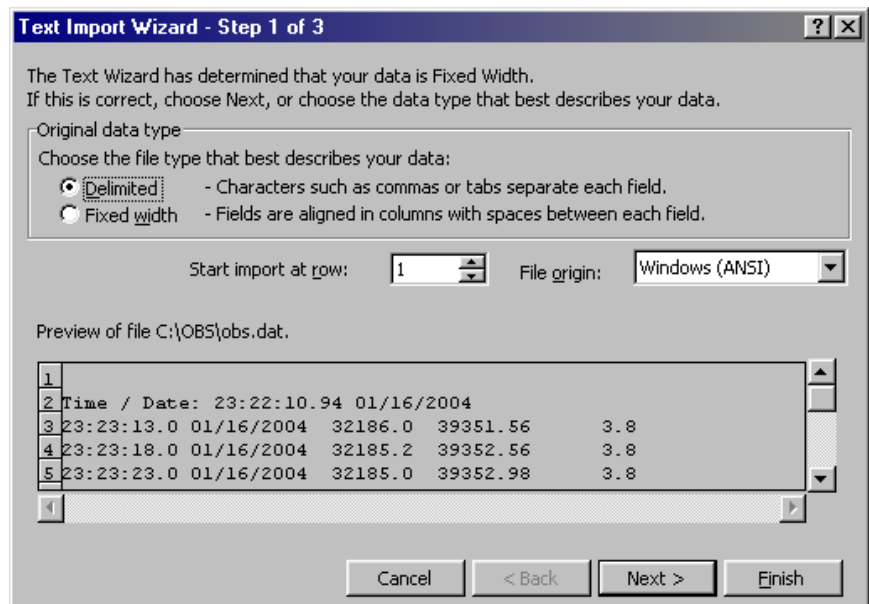 Text Import Wizard - Step 1 of 3
The Text Wizard has determined that your data is Fixed Width.
If this is correct, choose Next, or choose the data type that best describes your data.
Original data type
Choose the file type that best describes your data:
Delimited - Characters such as commas or tabs separate each field.
Fixed width - Fields are aligned in columns with spaces between each field.
Start import at row: 1 File origin: Windows (ANSI)
Preview of file C:\OBS\obs.dat.
1
2 Time / Date: 23:22:10.94 01/16/2004
3 23:23:13.0 01/16/2004 32186.0 39351.56 3.8
4 23:23:18.0 01/16/2004 32185.2 39352.56 3.8
5 23:23:23.0 01/16/2004 32185.0 39352.98 3.8
Cancel < Back Next > Finish